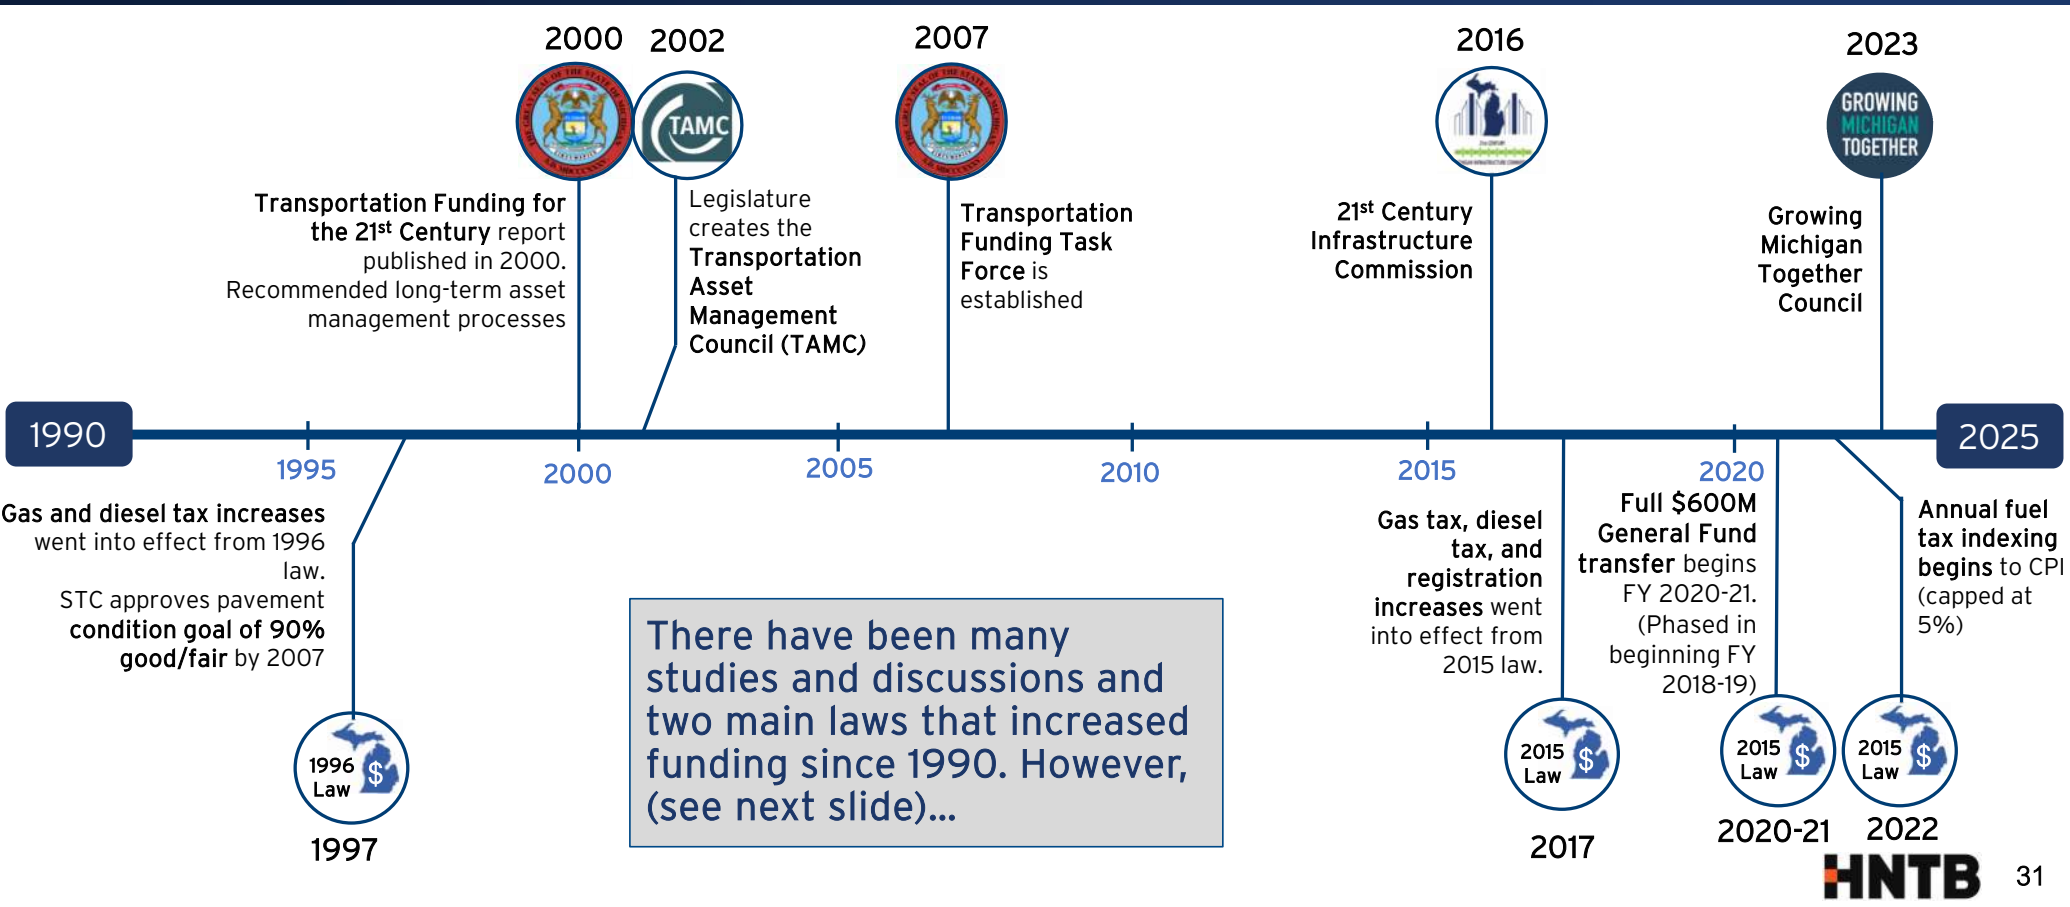 2000
2002
2007
2016
2023
TAMC
GROWING
MICHIGAN
TOGETHER
Transportation Funding for
the 21st Century report
published in 2000.
Recommended long-term asset
management processes
Legislature
creates the
Transportation
Asset
Management
Council (TAMC)
Transportation
Funding Task
Force is
established
21st Century
Infrastructure
Commission
Growing
Michigan
Together
Council
1990
1995
2000
2005
2010
2015
2020
2025
Gas and diesel tax increases
went into effect from 1996
law.
STC approves pavement
condition goal of 90%
good/fair by 2007
1996
Law
$
1997
There have been many
studies and discussions and
two main laws that increased
funding since 1990. However,
(see next slide)...
Gas tax, diesel
tax, and
registration
increases went
into effect from
2015 law.
2015
Law
$
2017
Full $600M
General Fund
transfer begins
FY 2020-21.
(Phased in
beginning FY
2018-19)
2015
Law
$
2020-21
Annual fuel
tax indexing
begins to CPI
(capped at
5%)
2015
Law
$
2022
HNTB
31